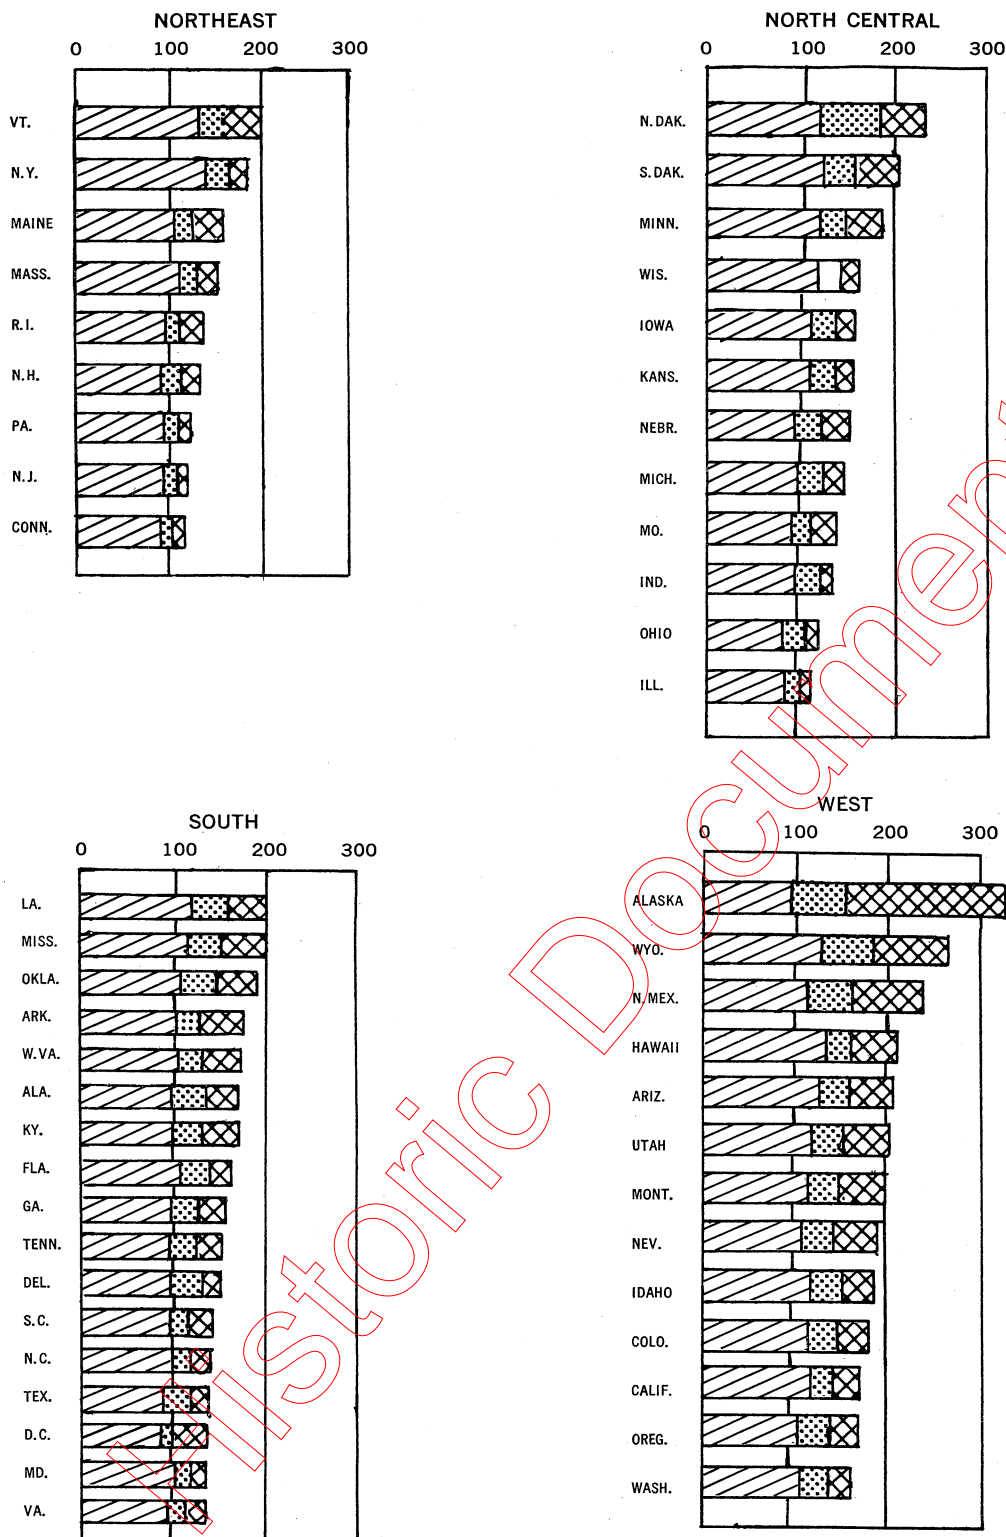 NORTHEAST
0 100 200 300
VT.
N.Y.
MAINE
MASS.
R.I.
N.H.
PA.
N.J.
CONN.
NORTH CENTRAL
0 100 200 300
N.DAK.
S.DAK.
MINN.
WIS.
IOWA
KANS.
NEBR.
MICH.
MO.
IND.
OHIO
ILL.
SOUTH
0 100 200 300
LA.
MISS.
OKLA.
ARK.
W.VA.
ALA.
KY.
FLA.
GA.
TENN.
DEL.
S.C.
N.C.
TEX.
D.C.
MD.
VA.
WEST
0 100 200 300
ALASKA
WYO.
N.MEX.
HAWAII
ARIZ.
UTAH
MONT.
NEV.
IDAHO
COLO.
CALIF.
OREG.
WASH.
Historic Documen